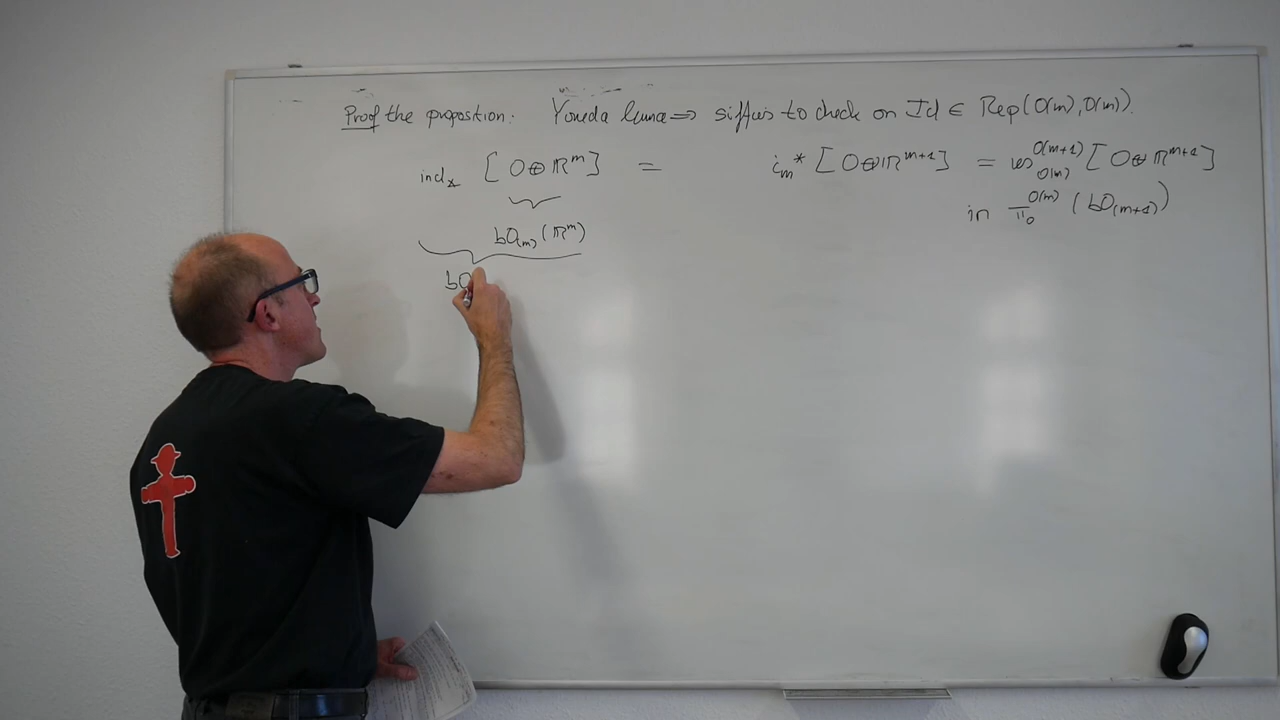 Proof the proposition: Yoneda lemma ⟹ suffices to check on Id ∈ Rep(O(m), O(m)).
incl_* [O⊕ℝ^m] = i_m^* [O⊕ℝ^{m+1}] = res^{O(m+1)}_{O(m)} [O⊕ℝ^{m+1}]
in π_0^{O(m)} (bO_{(m+1)})
bO_{(m)}(ℝ^m)
bO